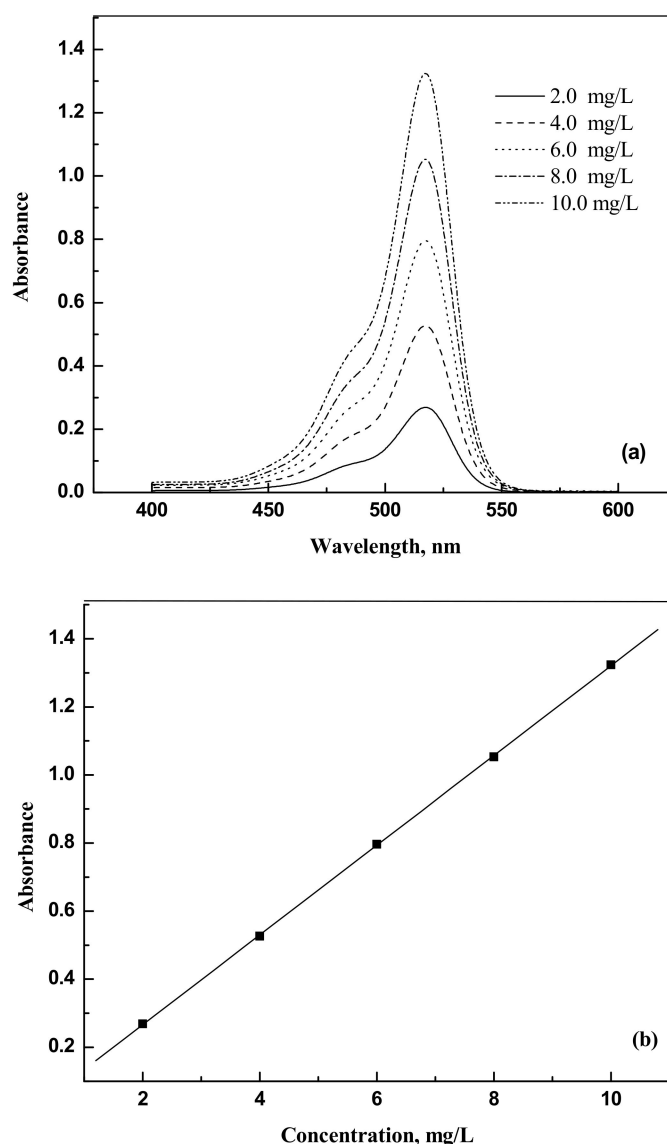 1.4
1.2
1.0
0.8
0.6
0.4
0.2
0.0
Absorbance
2.0 mg/L
4.0 mg/L
6.0 mg/L
8.0 mg/L
10.0 mg/L
(a)
400 450 500 550 600
Wavelength, nm
1.4
1.2
1.0
0.8
0.6
0.4
0.2
Absorbance
(b)
2 4 6 8 10
Concentration, mg/L